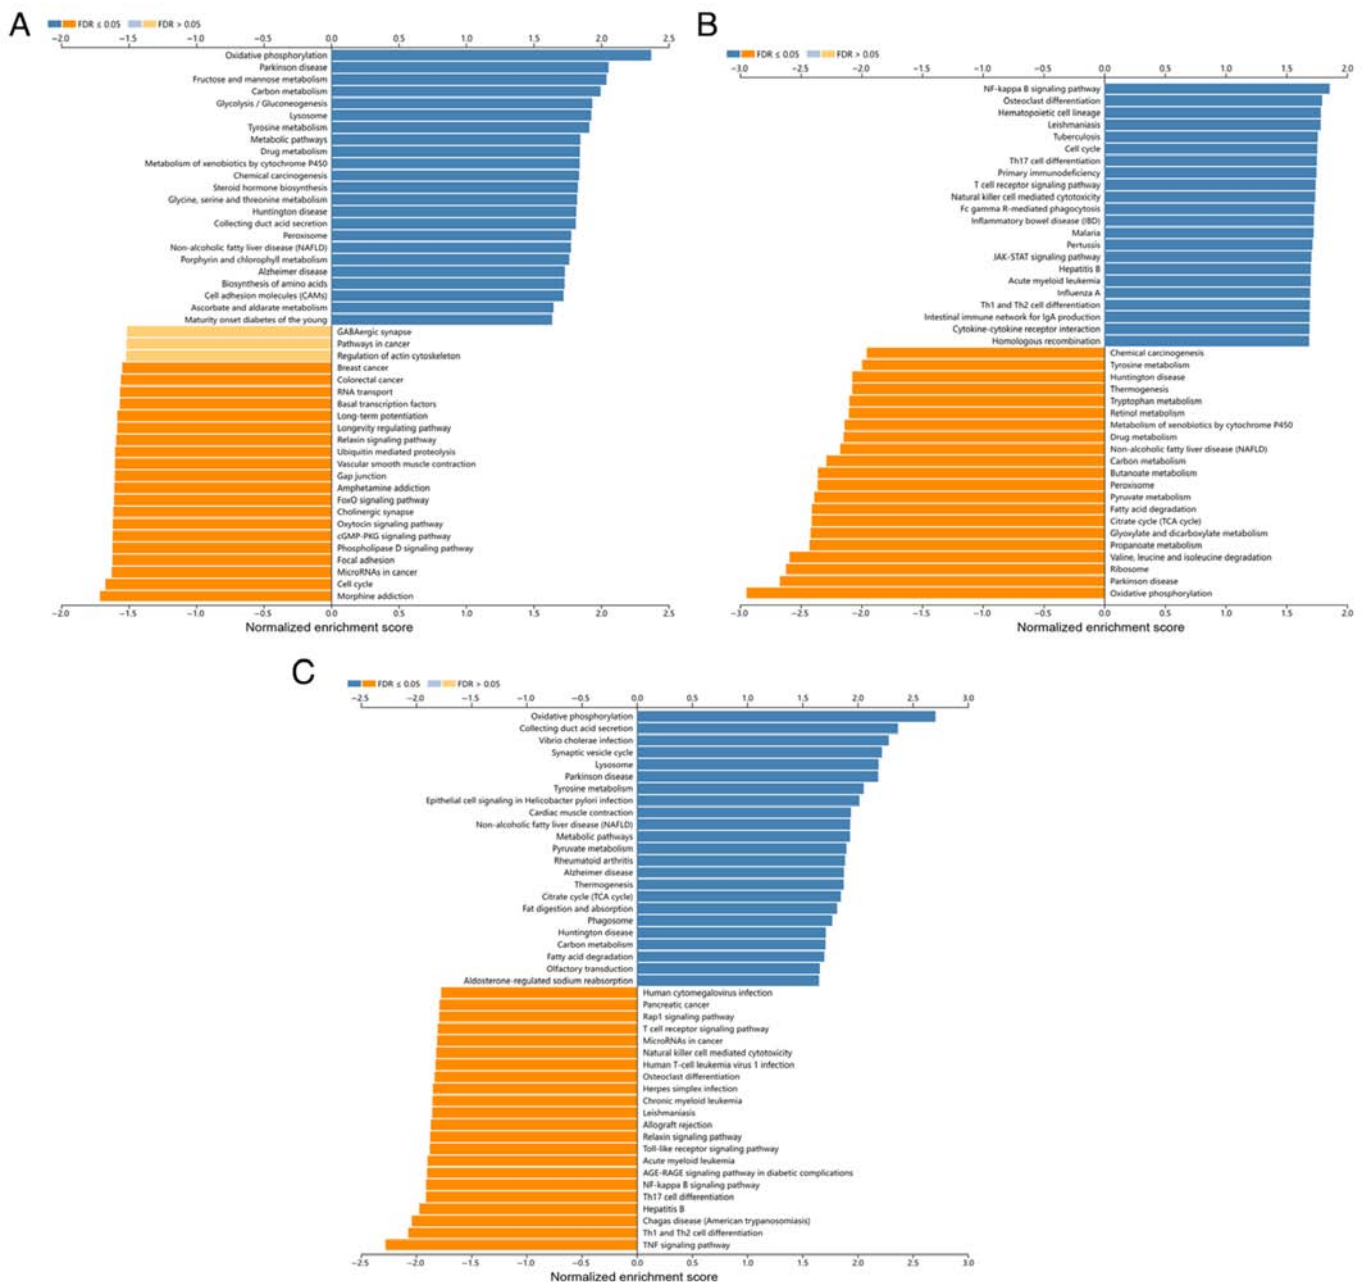 A
FDR ≤ 0.05 FDR > 0.05
−2.0 −1.5 −1.0 −0.5 0.0 0.5 1.0 1.5 2.0 2.5
Oxidative phosphorylation
Parkinson disease
Fructose and mannose metabolism
Carbon metabolism
Glycolysis / Gluconeogenesis
Lysosome
Tyrosine metabolism
Metabolic pathways
Drug metabolism
Metabolism of xenobiotics by cytochrome P450
Chemical carcinogenesis
Steroid hormone biosynthesis
Glycine, serine and threonine metabolism
Huntington disease
Collecting duct acid secretion
Peroxisome
Non-alcoholic fatty liver disease (NAFLD)
Porphyrin and chlorophyll metabolism
Alzheimer disease
Biosynthesis of amino acids
Cell adhesion molecules (CAMs)
Ascorbate and aldarate metabolism
Maturity onset diabetes of the young
GABAergic synapse
Pathways in cancer
Regulation of actin cytoskeleton
Breast cancer
Colorectal cancer
RNA transport
Basal transcription factors
Long-term potentiation
Longevity regulating pathway
Relaxin signaling pathway
Ubiquitin mediated proteolysis
Vascular smooth muscle contraction
Gap junction
Amphetamine addiction
FoxO signaling pathway
Cholinergic synapse
Oxytocin signaling pathway
cGMP-PKG signaling pathway
Phospholipase D signaling pathway
Focal adhesion
MicroRNAs in cancer
Cell cycle
Morphine addiction
−2.0 −1.5 −1.0 −0.5 0.0 0.5 1.0 1.5 2.0 2.5
Normalized enrichment score
B
FDR ≤ 0.05 FDR > 0.05
−3.0 −2.5 −2.0 −1.5 −1.0 −0.5 0.0 0.5 1.0 1.5 2.0
NF-kappa B signaling pathway
Osteoclast differentiation
Hematopoietic cell lineage
Leishmaniasis
Tuberculosis
Cell cycle
Th17 cell differentiation
Primary immunodeficiency
T cell receptor signaling pathway
Natural killer cell mediated cytotoxicity
Fc gamma R-mediated phagocytosis
Inflammatory bowel disease (IBD)
Malaria
Pertussis
JAK-STAT signaling pathway
Hepatitis B
Acute myeloid leukemia
Influenza A
Th1 and Th2 cell differentiation
Intestinal immune network for IgA production
Cytokine-cytokine receptor interaction
Homologous recombination
Chemical carcinogenesis
Tyrosine metabolism
Huntington disease
Thermogenesis
Tryptophan metabolism
Retinol metabolism
Metabolism of xenobiotics by cytochrome P450
Drug metabolism
Non-alcoholic fatty liver disease (NAFLD)
Carbon metabolism
Butanoate metabolism
Peroxisome
Pyruvate metabolism
Fatty acid degradation
Citrate cycle (TCA cycle)
Glyoxylate and dicarboxylate metabolism
Propanoate metabolism
Valine, leucine and isoleucine degradation
Ribosome
Parkinson disease
Oxidative phosphorylation
−3.0 −2.5 −2.0 −1.5 −1.0 −0.5 0.0 0.5 1.0 1.5 2.0
Normalized enrichment score
C
FDR ≤ 0.05 FDR > 0.05
−2.5 −2.0 −1.5 −1.0 −0.5 0.0 0.5 1.0 1.5 2.0 2.5 3.0
Oxidative phosphorylation
Collecting duct acid secretion
Vibrio cholerae infection
Synaptic vesicle cycle
Lysosome
Parkinson disease
Tyrosine metabolism
Epithelial cell signaling in Helicobacter pylori infection
Cardiac muscle contraction
Non-alcoholic fatty liver disease (NAFLD)
Metabolic pathways
Pyruvate metabolism
Rheumatoid arthritis
Alzheimer disease
Thermogenesis
Citrate cycle (TCA cycle)
Fat digestion and absorption
Phagosome
Huntington disease
Carbon metabolism
Fatty acid degradation
Olfactory transduction
Aldosterone-regulated sodium reabsorption
Human cytomegalovirus infection
Pancreatic cancer
Rap1 signaling pathway
T cell receptor signaling pathway
MicroRNAs in cancer
Natural killer cell mediated cytotoxicity
Human T-cell leukemia virus 1 infection
Osteoclast differentiation
Herpes simplex infection
Chronic myeloid leukemia
Leishmaniasis
Allograft rejection
Relaxin signaling pathway
Toll-like receptor signaling pathway
Acute myeloid leukemia
AGE-RAGE signaling pathway in diabetic complications
NF-kappa B signaling pathway
Th17 cell differentiation
Hepatitis B
Chagas disease (American trypanosomiasis)
Th1 and Th2 cell differentiation
TNF signaling pathway
−2.5 −2.0 −1.5 −1.0 −0.5 0.0 0.5 1.0 1.5 2.0 2.5 3.0
Normalized enrichment score